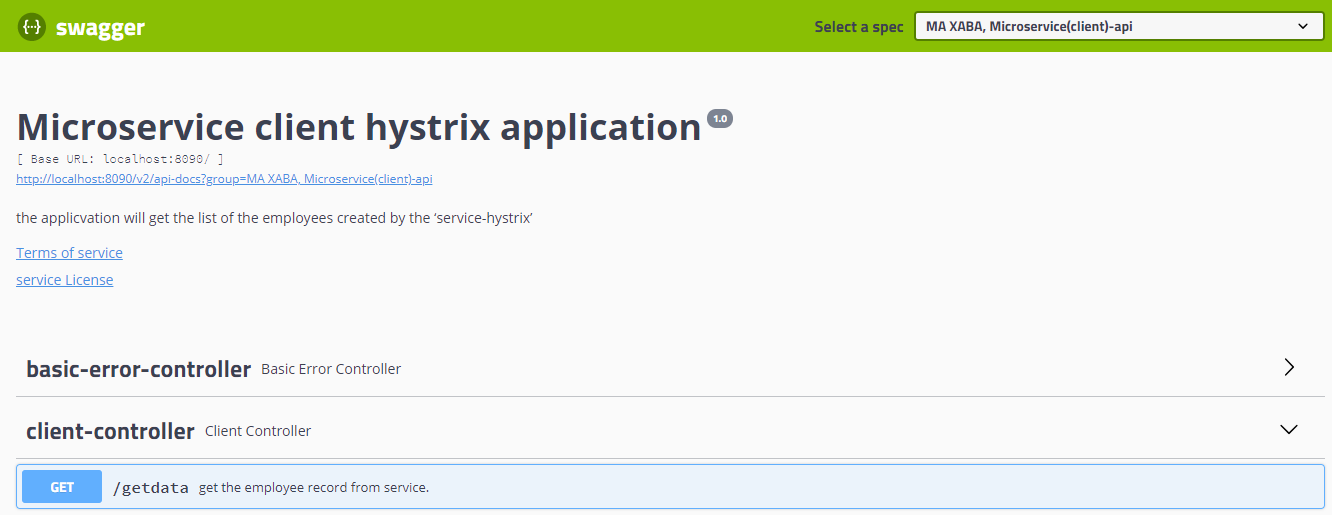 {···} swagger Select a spec MA XABA, Microservice(client)-api
Microservice client hystrix application 1.0
[ Base URL: localhost:8090/ ]
http://localhost:8090/v2/api-docs?group=MA XABA, Microservice(client)-api
the applicvation will get the list of the employees created by the ‘service-hystrix’
Terms of service
service License
basic-error-controller Basic Error Controller
client-controller Client Controller
GET /getdata get the employee record from service.